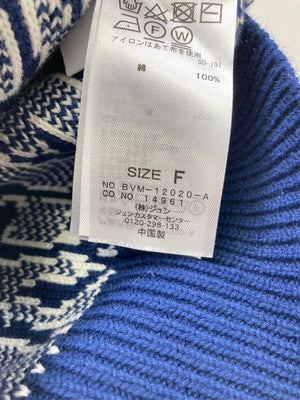 アイロンはあて布を使用
SD-191
綿 100%
SIZE F
NO. BVM-12020-A
CO. NO 14961
(株)ジュン
ジュンカスタマーセンター
0120-298-133
中国製